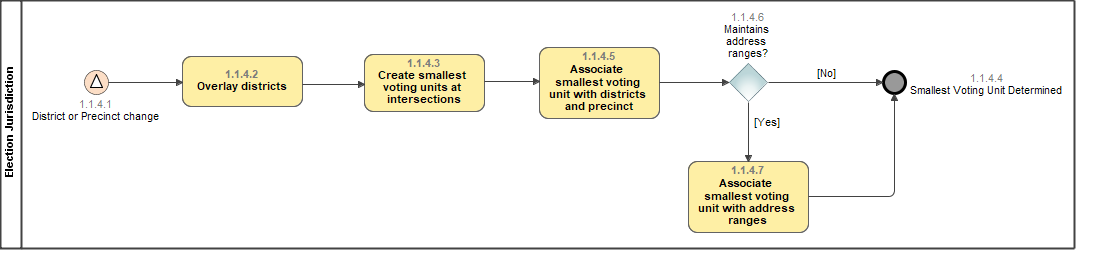 Election Jurisdiction
1.1.4.1
District or Precinct change
1.1.4.2
Overlay districts
1.1.4.3
Create smallest
voting units at
intersections
1.1.4.5
Associate
smallest voting
unit with districts
and precinct
1.1.4.6
Maintains
address
ranges?
[No]
[Yes]
1.1.4.4
Smallest Voting Unit Determined
1.1.4.7
Associate
smallest voting
unit with address
ranges